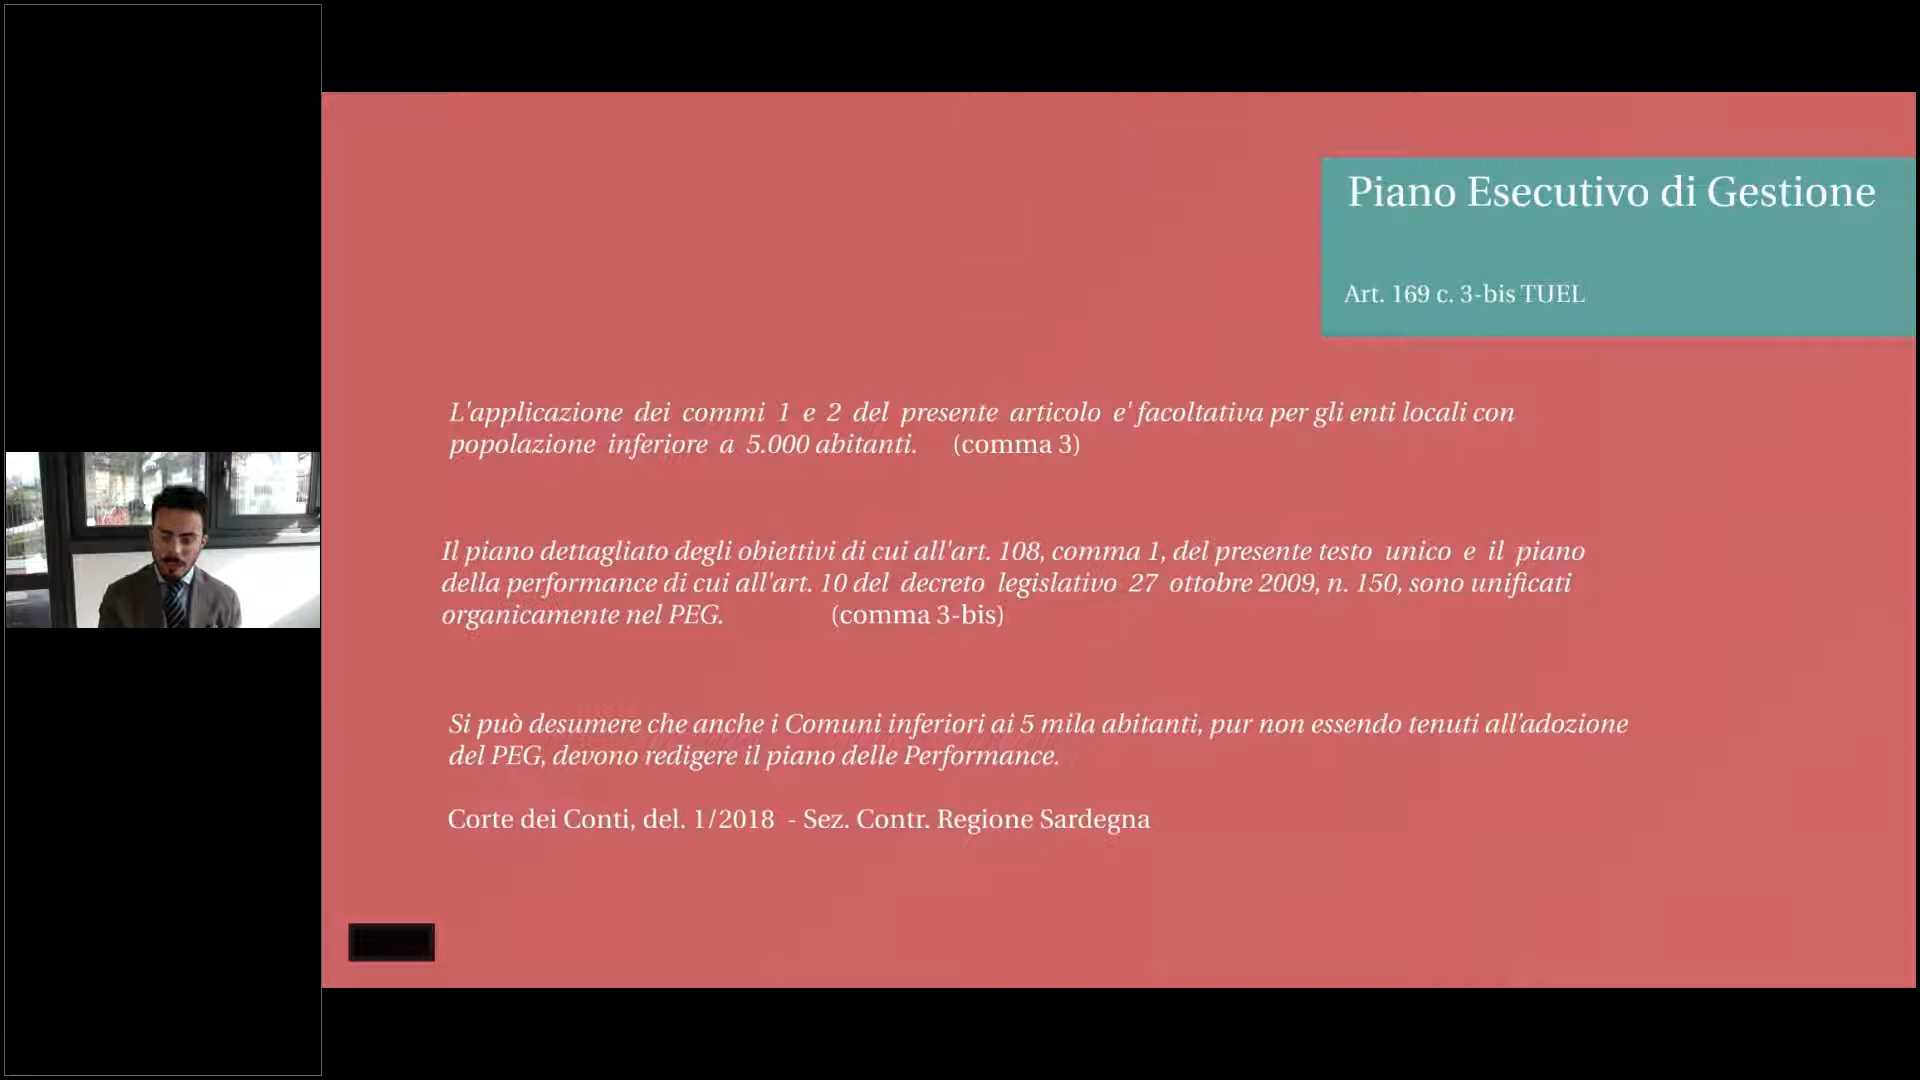 Piano Esecutivo di Gestione
Art. 169 c. 3-bis TUEL
L'applicazione dei commi 1 e 2 del presente articolo e' facoltativa per gli enti locali con
popolazione inferiore a 5.000 abitanti. (comma 3)
Il piano dettagliato degli obiettivi di cui all'art. 108, comma 1, del presente testo unico e il piano
della performance di cui all'art. 10 del decreto legislativo 27 ottobre 2009, n. 150, sono unificati
organicamente nel PEG. (comma 3-bis)
Si può desumere che anche i Comuni inferiori ai 5 mila abitanti, pur non essendo tenuti all’adozione
del PEG, devono redigere il piano delle Performance.
Corte dei Conti, del. 1/2018 - Sez. Contr. Regione Sardegna